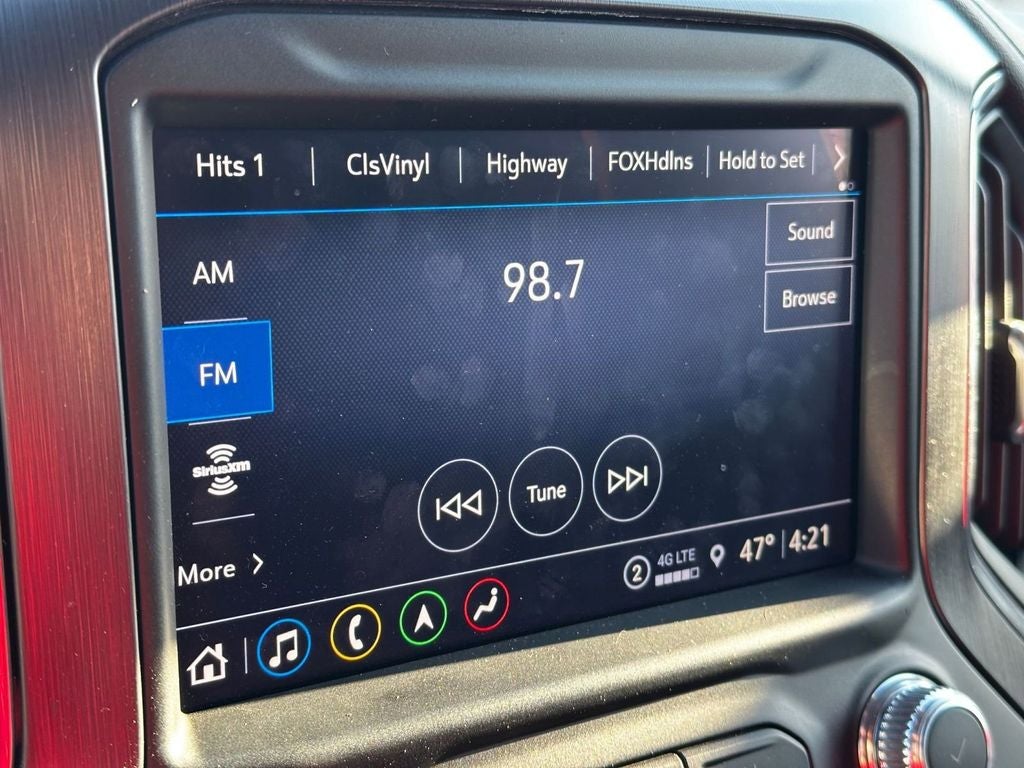 Hits 1 ClsVinyl Highway FOXHdlns Hold to Set
AM
98.7
Sound
Browse
FM
SiriusXM
Tune
More
2 4G LTE 47° 4:21